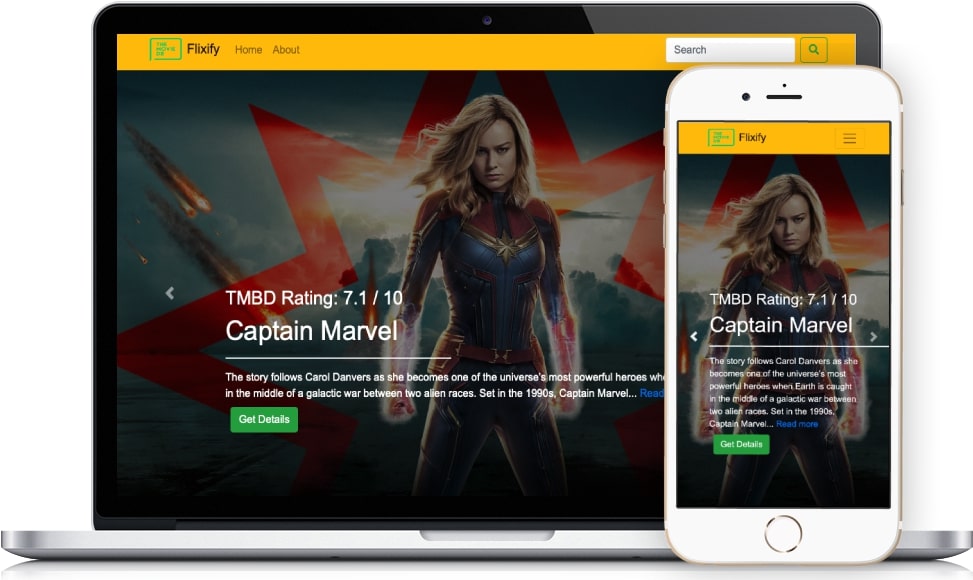 THE
MOVIE
DB
Flixify
Home
About
Search
TMBD Rating: 7.1 / 10
Captain Marvel
The story follows Carol Danvers as she becomes one of the universe's most powerful heroes whe
in the middle of a galactic war between two alien races. Set in the 1990s, Captain Marvel... Read
Get Details
THE
MOVIE
DB
Flixify
TMBD Rating: 7.1 / 10
Captain Marvel
The story follows Carol Danvers as she
becomes one of the universe's most
powerful heroes when Earth is caught
in the middle of a galactic war between
two alien races. Set in the 1990s,
Captain Marvel... Read more
Get Details